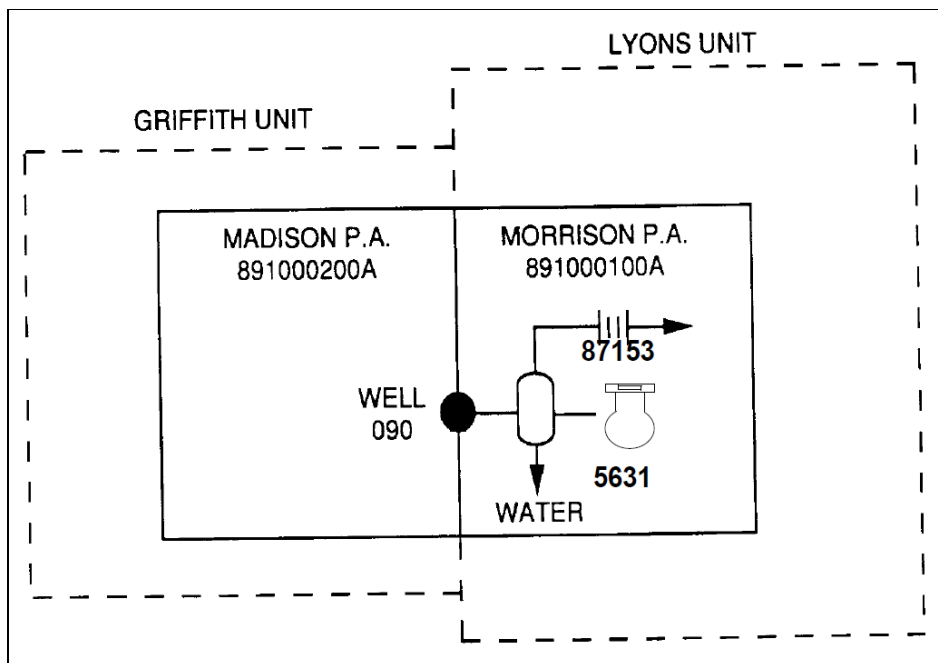 LYONS UNIT
GRIFFITH UNIT
MADISON P.A.
891000200A
MORRISON P.A.
891000100A
87153
WELL
090
5631
WATER